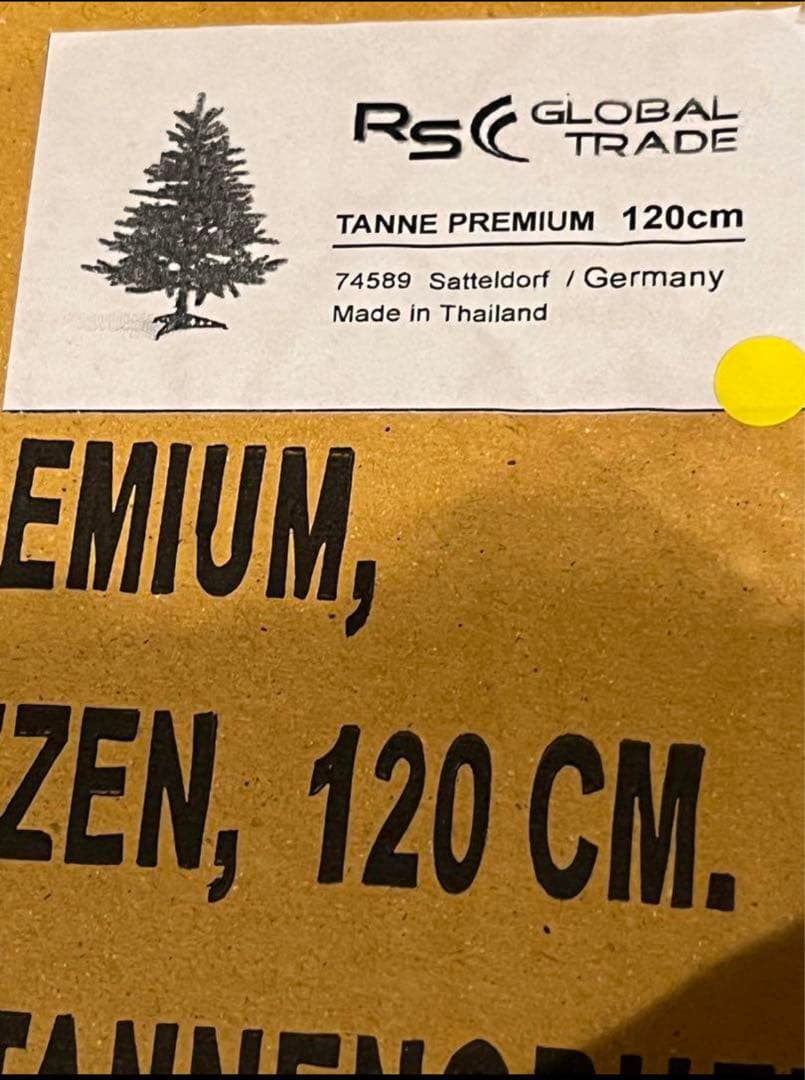 RS GLOBAL
TRADE
TANNE PREMIUM 120cm
74589 Satteldorf / Germany
Made in Thailand
EMIUM,
ZEN, 120 CM.